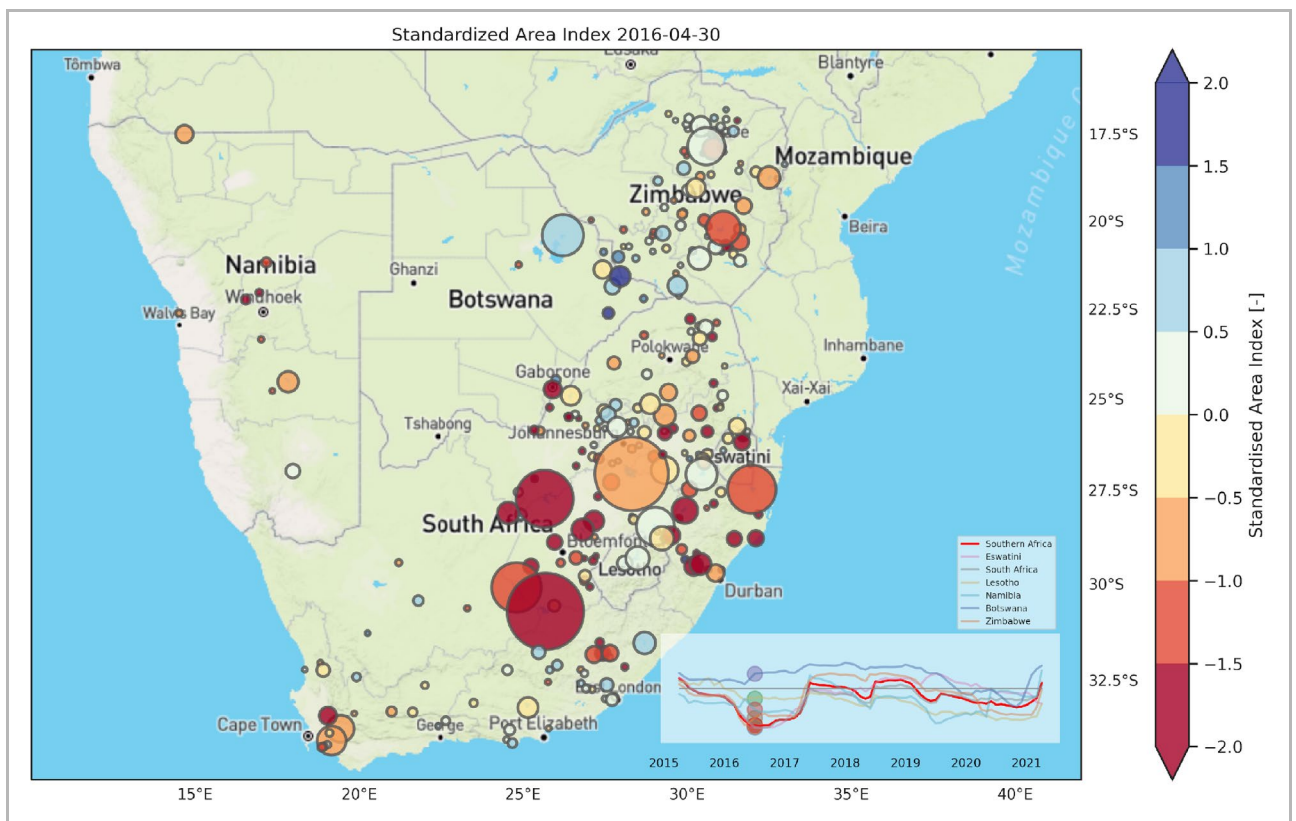 Standardized Area Index 2016-04-30
Tômbwa
Lusaka
Blantyre
Mozambique
Zimbabwe
Beira
Mozambique
Namibia
Ghanzi
Windhoek
Botswana
Walvis Bay
Polokwane
Inhambane
Gaborone
Xai-Xai
Tshabong
Johannesburg
Eswatini
South Africa
Bloemfontein
Lesotho
Durban
East London
Cape Town
George
Port Elizabeth
Southern Africa
Eswatini
South Africa
Lesotho
Namibia
Botswana
Zimbabwe
2015 2016 2017 2018 2019 2020 2021
15°E 20°E 25°E 30°E 35°E 40°E
17.5°S
20°S
22.5°S
25°S
27.5°S
30°S
32.5°S
2.0
1.5
1.0
0.5
0.0
−0.5
−1.0
−1.5
−2.0
Standardised Area Index [-]